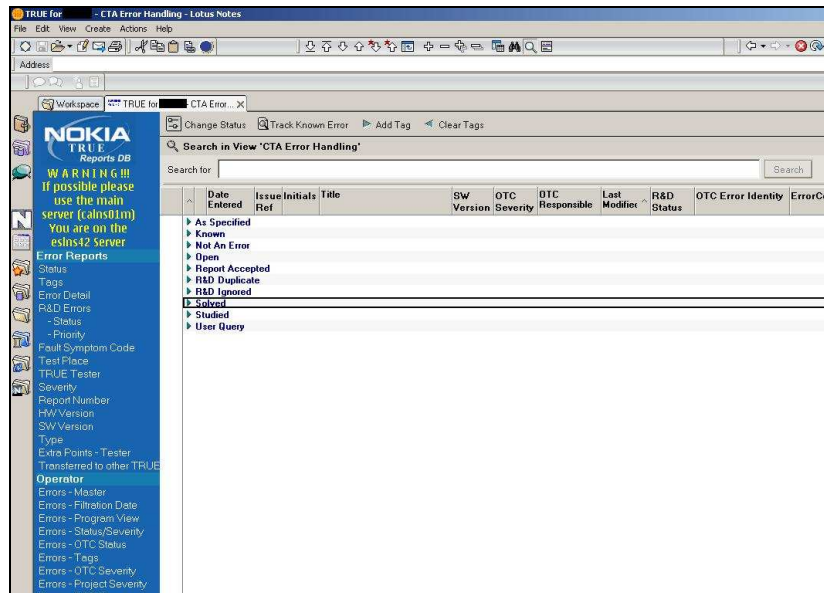 TRUE for - CTA Error Handling - Lotus Notes
File Edit View Create Actions Help
Address
Workspace TRUE for - CTA Error...
NOKIA
TRUE
Reports DB
WARNING!!!
If possible please
use the main
server (calns01m)
You are on the
eslns42 Server
Error Reports
Status
Tags
Error Detail
R&D Errors
- Status
- Priority
Fault Symptom Code
Test Place
TRUE Tester
Severity
Report Number
HW Version
SW Version
Type
Extra Points - Tester
Transferred to other TRUE
Operator
Errors - Master
Errors - Filtration Date
Errors - Program View
Errors - Status/Severity
Errors - OTC Status
Errors - Tags
Errors - OTC Severity
Errors - Project Severity
Change Status Track Known Error Add Tag Clear Tags
Search in View 'CTA Error Handling'
Search for Search
Date Entered Issue Ref Initials Title SW Version OTC Severity OTC Responsible Last Modified R&D Status OTC Error Identity ErrorCo
As Specified
Known
Not An Error
Open
Report Accepted
R&D Duplicate
R&D Ignored
Solved
Studied
User Query